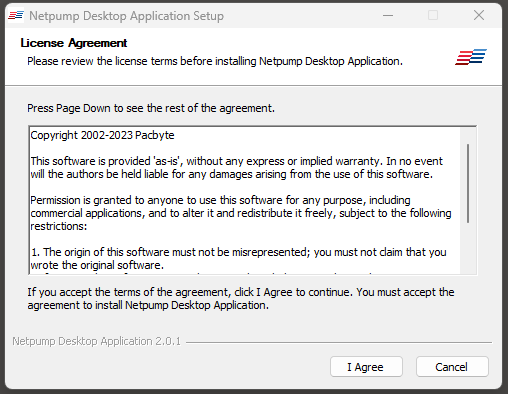 Netpump Desktop Application Setup
License Agreement
Please review the license terms before installing Netpump Desktop Application.
Press Page Down to see the rest of the agreement.
Copyright 2002-2023 Pacbyte
This software is provided 'as-is', without any express or implied warranty. In no event
will the authors be held liable for any damages arising from the use of this software.
Permission is granted to anyone to use this software for any purpose, including
commercial applications, and to alter it and redistribute it freely, subject to the following
restrictions:
1. The origin of this software must not be misrepresented; you must not claim that you
wrote the original software.
If you accept the terms of the agreement, click I Agree to continue. You must accept the
agreement to install Netpump Desktop Application.
Netpump Desktop Application 2.0.1
I Agree
Cancel